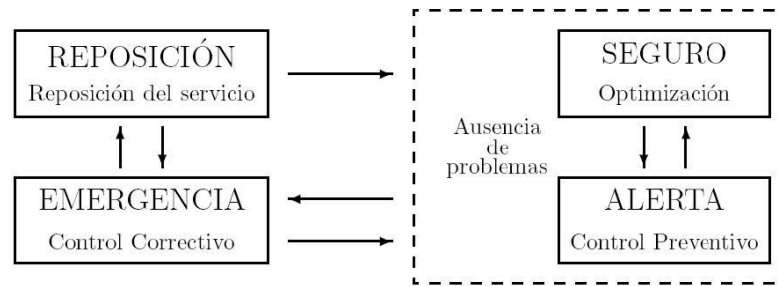 REPOSICIÓN
Reposición del servicio
SEGURO
Optimización
Ausencia
de
problemas
EMERGENCIA
Control Correctivo
ALERTA
Control Preventivo